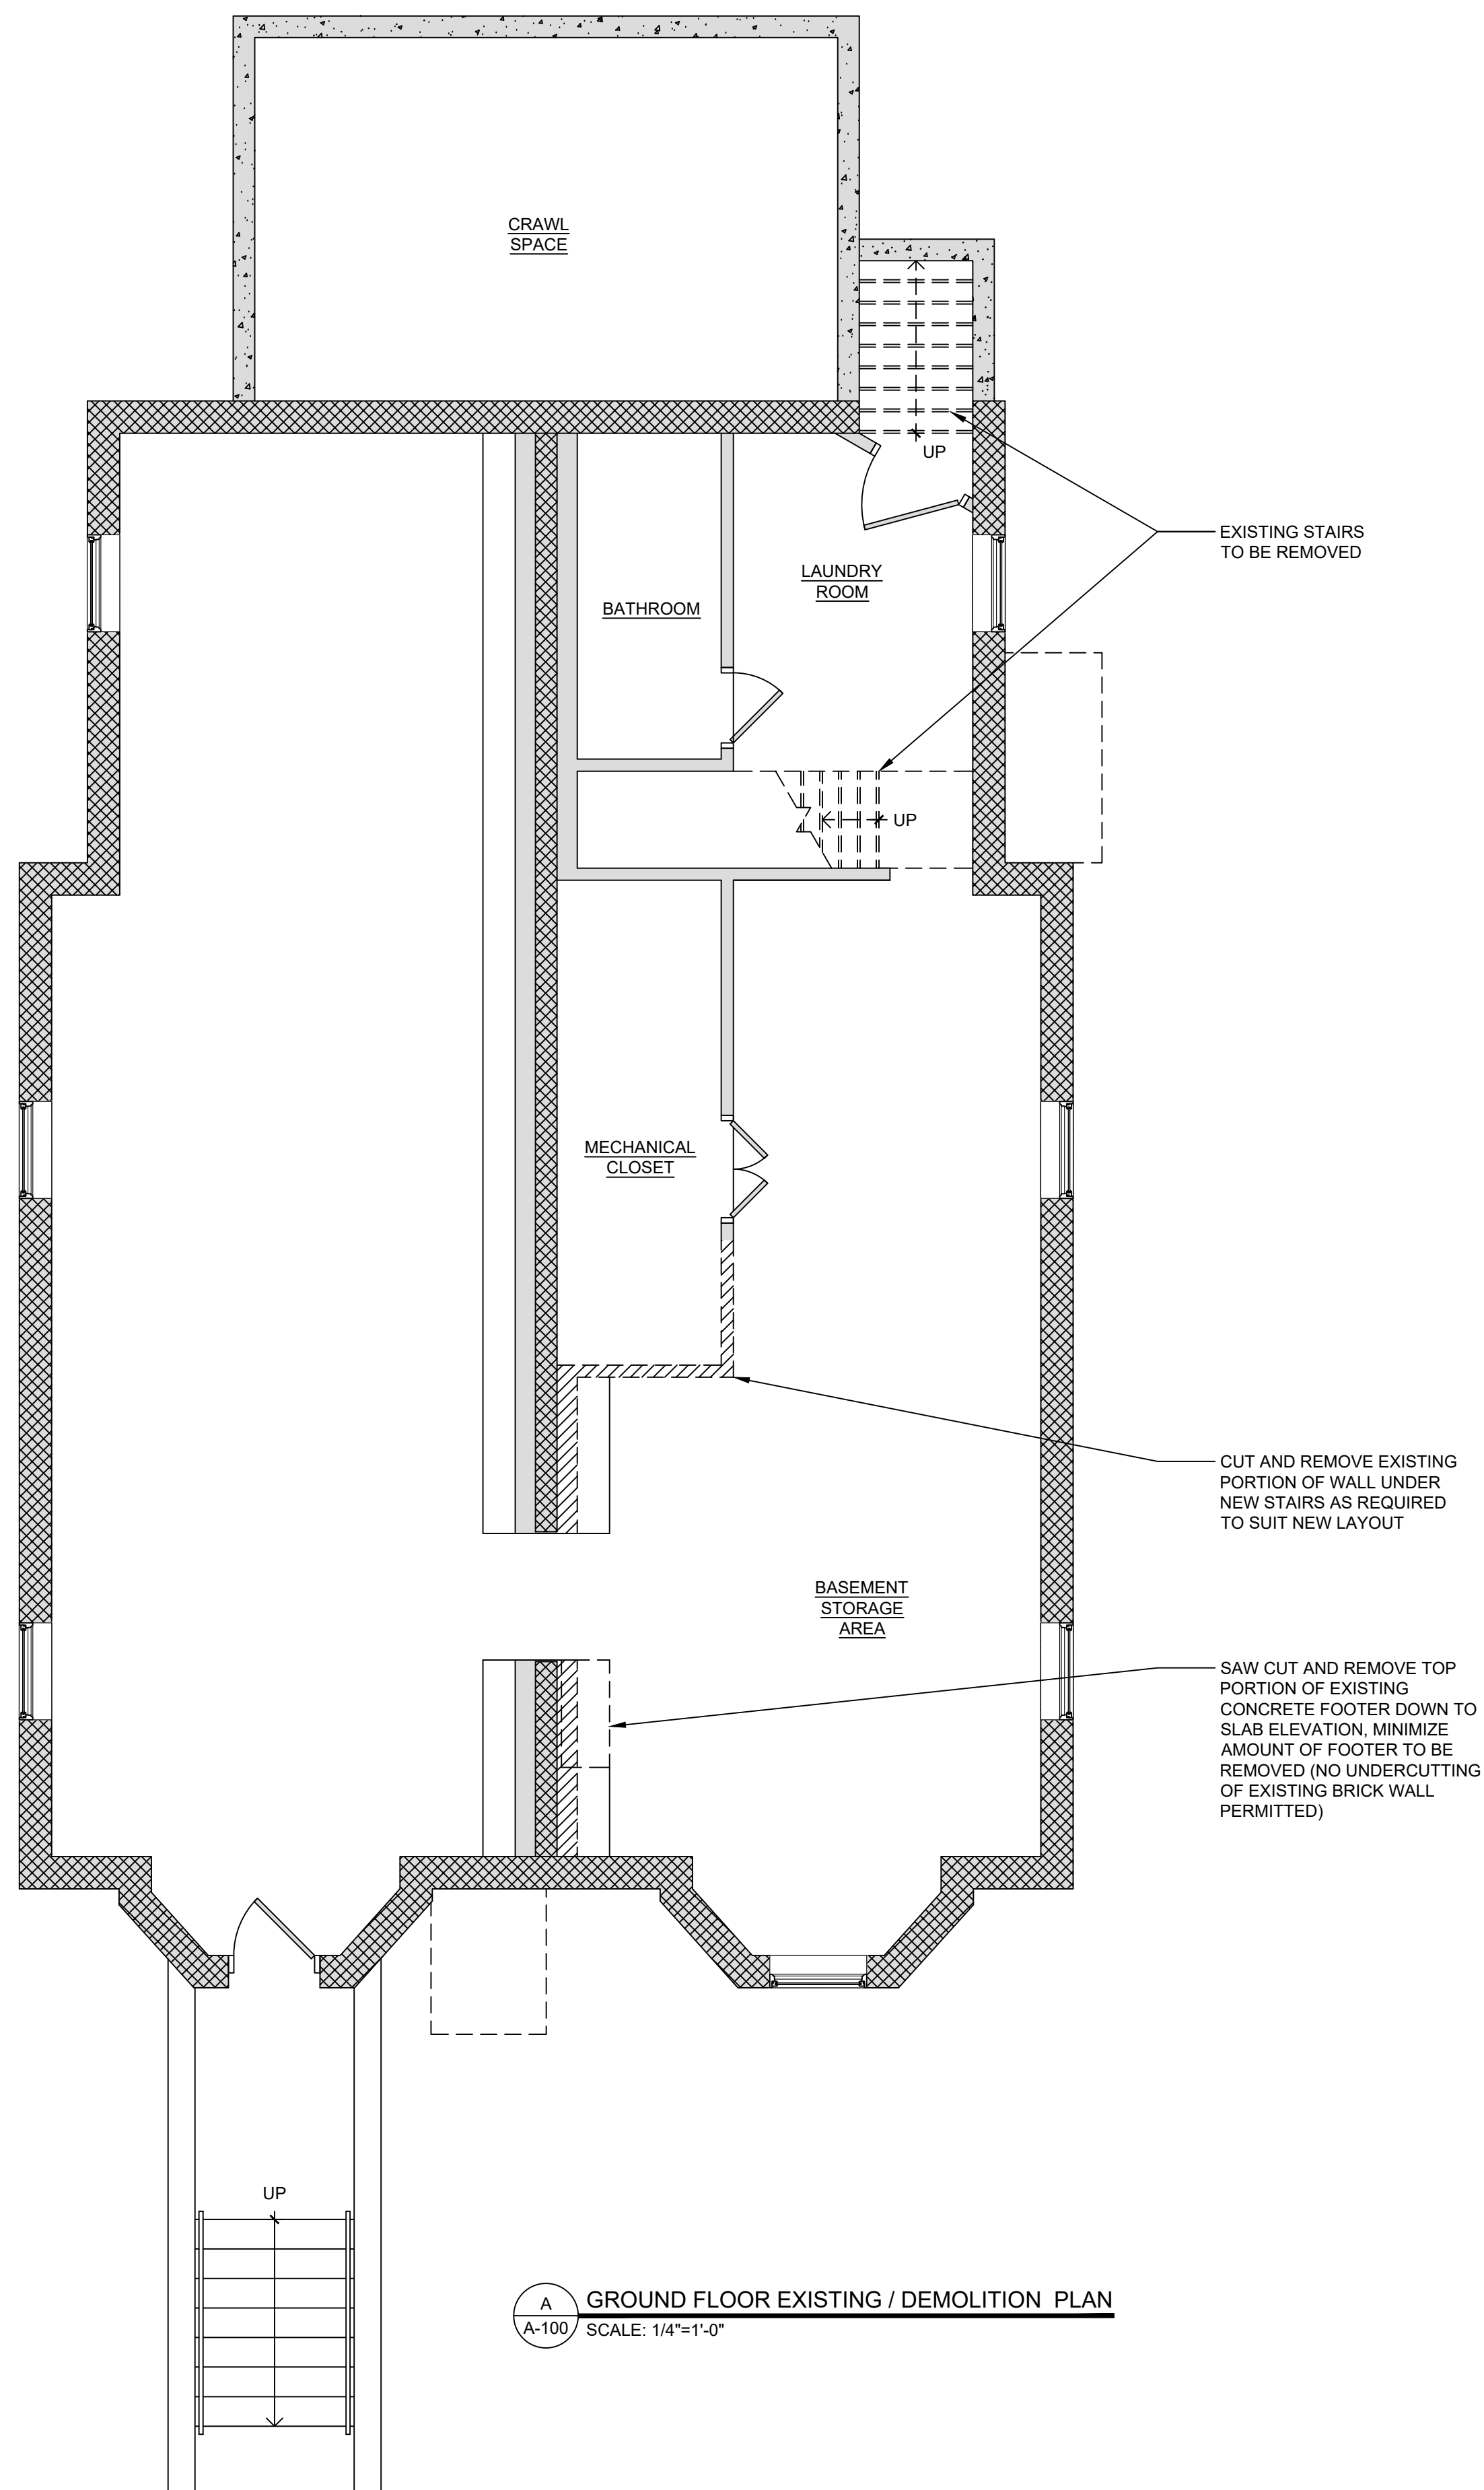 CRAWL
SPACE
UP
EXISTING STAIRS
TO BE REMOVED
LAUNDRY
ROOM
BATHROOM
UP
MECHANICAL
CLOSET
CUT AND REMOVE EXISTING
PORTION OF WALL UNDER
NEW STAIRS AS REQUIRED
TO SUIT NEW LAYOUT
BASEMENT
STORAGE
AREA
SAW CUT AND REMOVE TOP
PORTION OF EXISTING
CONCRETE FOOTER DOWN TO
SLAB ELEVATION, MINIMIZE
AMOUNT OF FOOTER TO BE
REMOVED (NO UNDERCUTTING
OF EXISTING BRICK WALL
PERMITTED)
UP
A
A-100
GROUND FLOOR EXISTING / DEMOLITION PLAN
SCALE: 1/4"=1'-0"